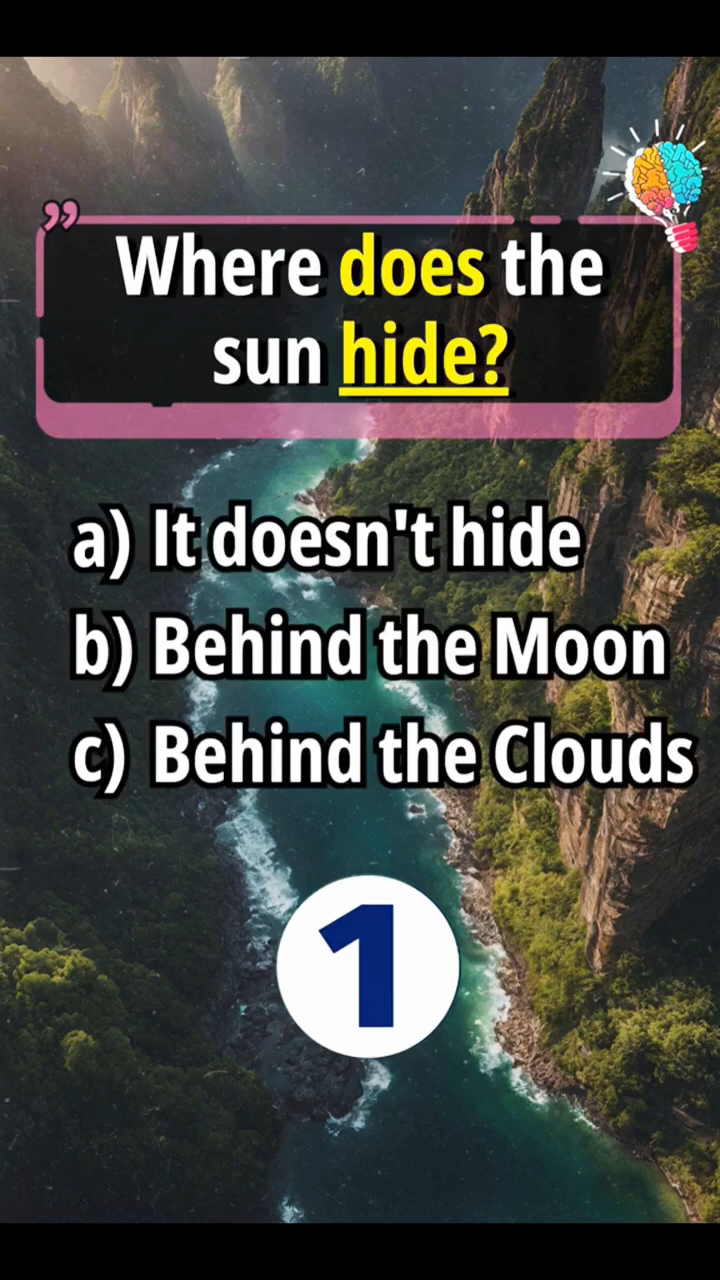 Where does the
sun hide?
a) It doesn't hide
b) Behind the Moon
c) Behind the Clouds
1